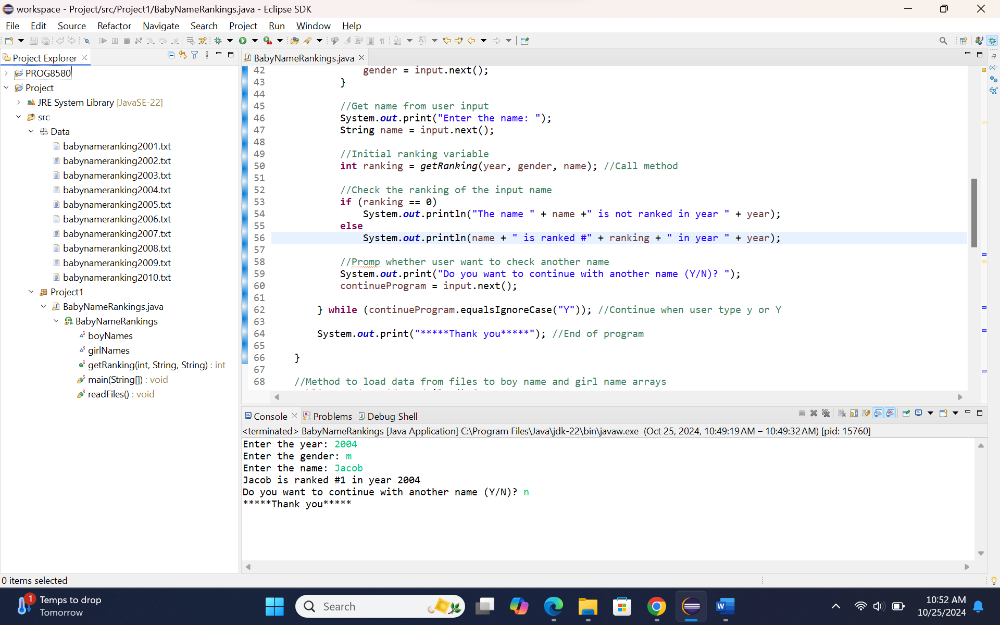 workspace - Project/src/Project1/BabyNameRankings.java - Eclipse SDK
File Edit Source Refactor Navigate Search Project Run Window Help
Project Explorer
PROG8580
Project
JRE System Library [JavaSE-22]
src
Data
babynameranking2001.txt
babynameranking2002.txt
babynameranking2003.txt
babynameranking2004.txt
babynameranking2005.txt
babynameranking2006.txt
babynameranking2007.txt
babynameranking2008.txt
babynameranking2009.txt
babynameranking2010.txt
Project1
BabyNameRankings.java
BabyNameRankings
boyNames
girlNames
getRanking(int, String, String) : int
main(String[]) : void
readFiles() : void
BabyNameRankings.java
42 gender = input.next();
43 }
44
45 //Get name from user input
46 System.out.print("Enter the name: ");
47 String name = input.next();
48
49 //Initial ranking variable
50 int ranking = getRanking(year, gender, name); //Call method
51
52 //Check the ranking of the input name
53 if (ranking == 0)
54 System.out.println("The name " + name +" is not ranked in year " + year);
55 else
56 System.out.println(name + " is ranked #" + ranking + " in year " + year);
57
58 //Promp whether user want to check another name
59 System.out.print("Do you want to continue with another name (Y/N)? ");
60 continueProgram = input.next();
61
62 } while (continueProgram.equalsIgnoreCase("Y")); //Continue when user type y or Y
63
64 System.out.print("*****Thank you*****"); //End of program
65
66 }
67
68 //Method to load data from files to boy name and girl name arrays
Console Problems Debug Shell
<terminated> BabyNameRankings [Java Application] C:\Program Files\Java\jdk-22\bin\javaw.exe (Oct 25, 2024, 10:49:19 AM – 10:49:32 AM) [pid: 15760]
Enter the year: 2004
Enter the gender: m
Enter the name: Jacob
Jacob is ranked #1 in year 2004
Do you want to continue with another name (Y/N)? n
*****Thank you*****
0 items selected
1
Temps to drop
Tomorrow
Search
10:52 AM
10/25/2024